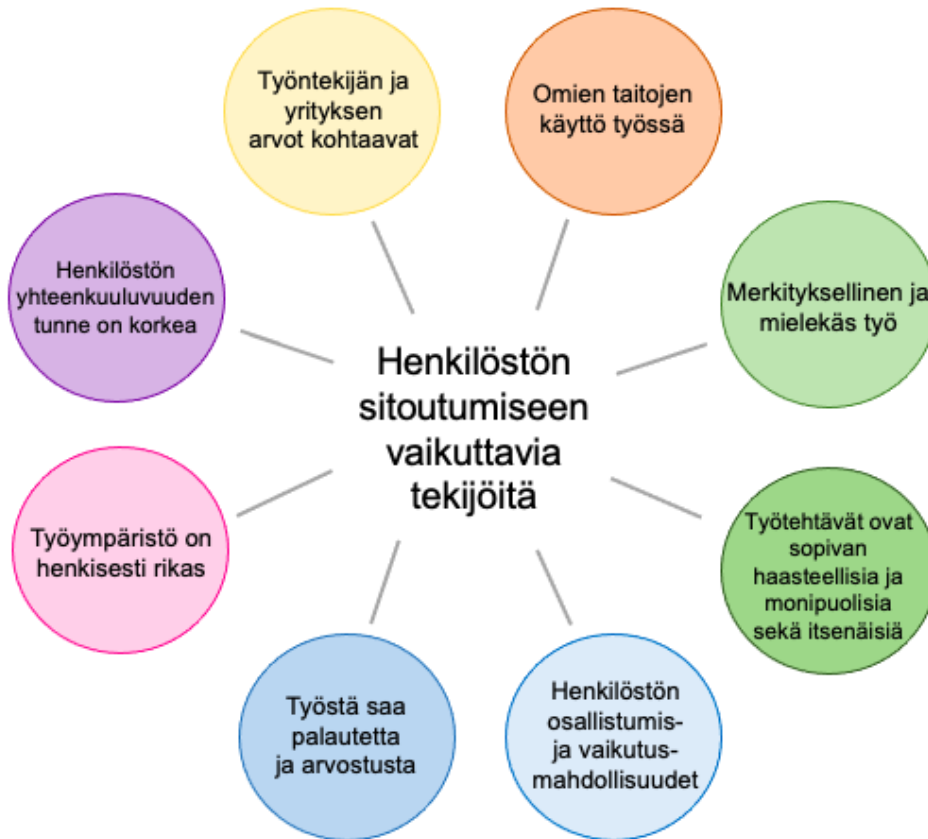 Työntekijän ja
yrityksen
arvot kohtaavat
Omien taitojen
käyttö työssä
Henkilöstön
yhteenkuuluvuuden
tunne on korkea
Merkityksellinen ja
mielekäs työ
Henkilöstön
sitoutumiseen
vaikuttavia
tekijöitä
Työympäristö on
henkisesti rikas
Työtehtävät ovat
sopivan
haasteellisia ja
monipuolisia
sekä itsenäisiä
Työstä saa
palautetta
ja arvostusta
Henkilöstön
osallistumis-
ja vaikutus-
mahdollisuudet